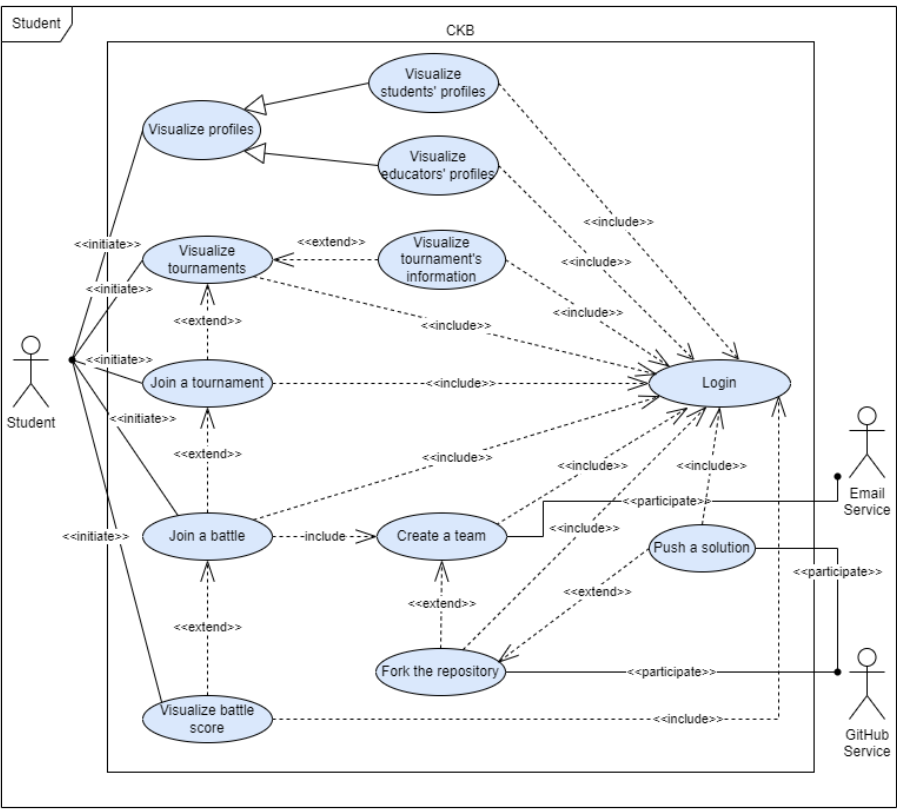 Student
CKB
Visualize
students' profiles
Visualize profiles
Visualize
educators' profiles
<<include>>
<<initiate>>
Visualize
tournaments
<<extend>>
Visualize
tournament's
information
<<include>>
<<initiate>>
<<extend>>
<<include>>
<<include>>
<<initiate>>
Join a tournament
<<include>>
Login
Student
<<initiate>>
<<extend>>
<<include>>
<<include>>
<<include>>
Email
Service
<<participate>>
<<initiate>>
Join a battle
include
Create a team
<<include>>
Push a solution
<<participate>>
<<extend>>
<<extend>>
<<extend>>
Fork the repository
<<participate>>
Visualize battle
score
<<include>>
GitHub
Service